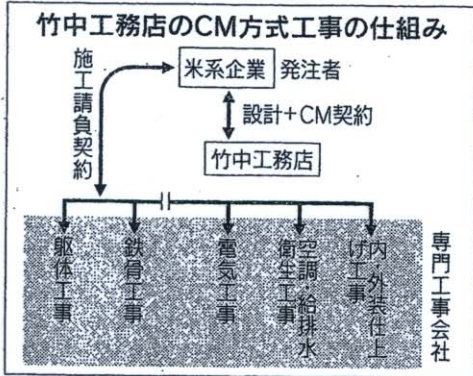 竹中工務店のCM方式工事の仕組み
米系企業 発注者
施工請負契約
設計+CM契約
竹中工務店
躯体工事
鉄骨工事
電気工事
空調・給排水
衛生工事
内・外装仕上
げ工事
専門工事会社